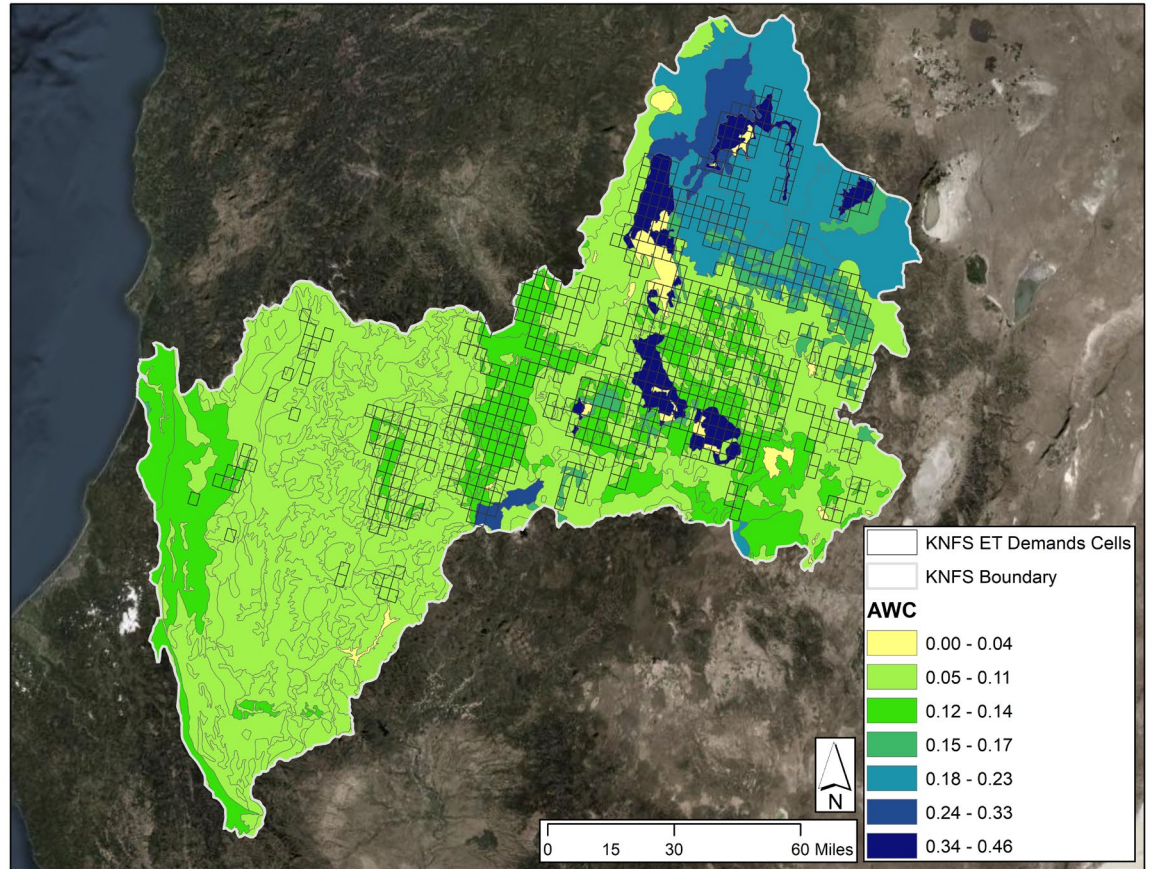 KNFS ET Demands Cells
KNFS Boundary
AWC
0.00 - 0.04
0.05 - 0.11
0.12 - 0.14
0.15 - 0.17
0.18 - 0.23
0.24 - 0.33
0.34 - 0.46
N
0 15 30 60 Miles